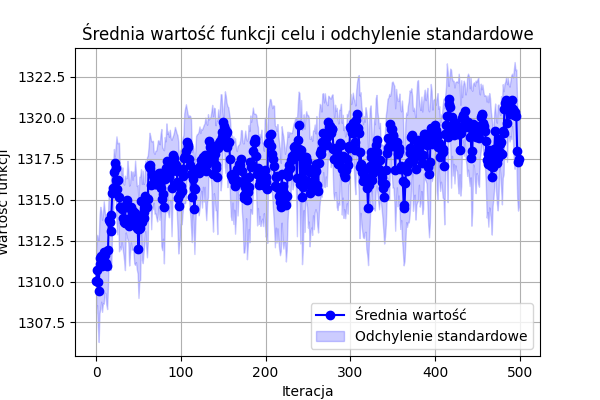 Średnia wartość funkcji celu i odchylenie standardowe
1322.5
1320.0
1317.5
1315.0
1312.5
1310.0
1307.5
Wartość funkcji
0
100
200
300
400
500
Iteracja
Średnia wartość
Odchylenie standardowe